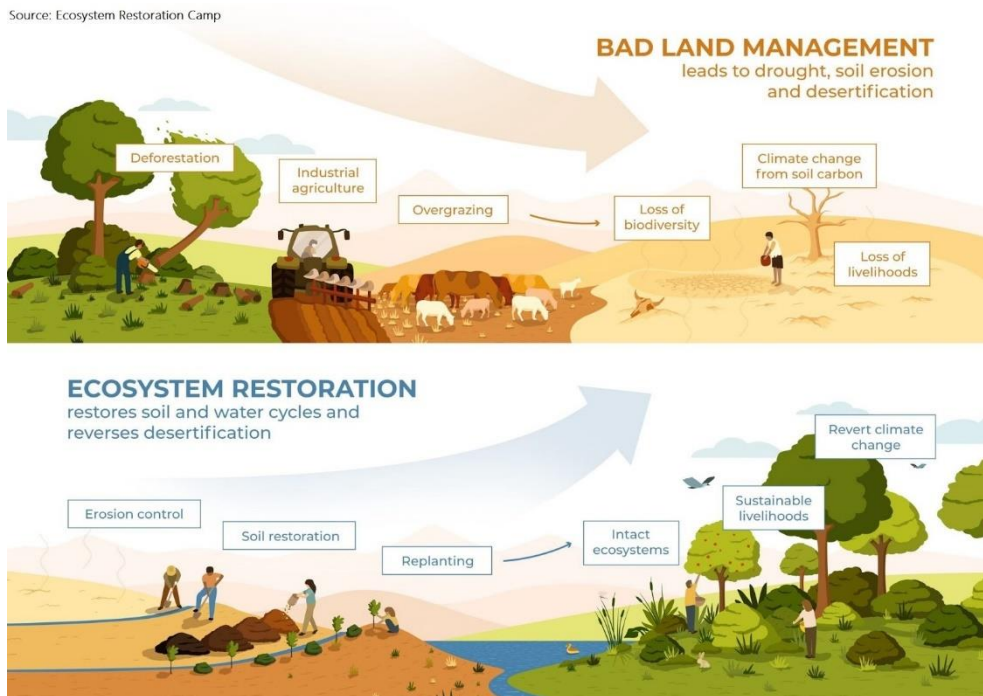 Source: Ecosystem Restoration Camp
BAD LAND MANAGEMENT
leads to drought, soil erosion
and desertification
Deforestation
Industrial
agriculture
Overgrazing
Loss of
biodiversity
Climate change
from soil carbon
Loss of
livelihoods
ECOSYSTEM RESTORATION
restores soil and water cycles and
reverses desertification
Erosion control
Soil restoration
Replanting
Intact
ecosystems
Sustainable
livelihoods
Revert climate
change